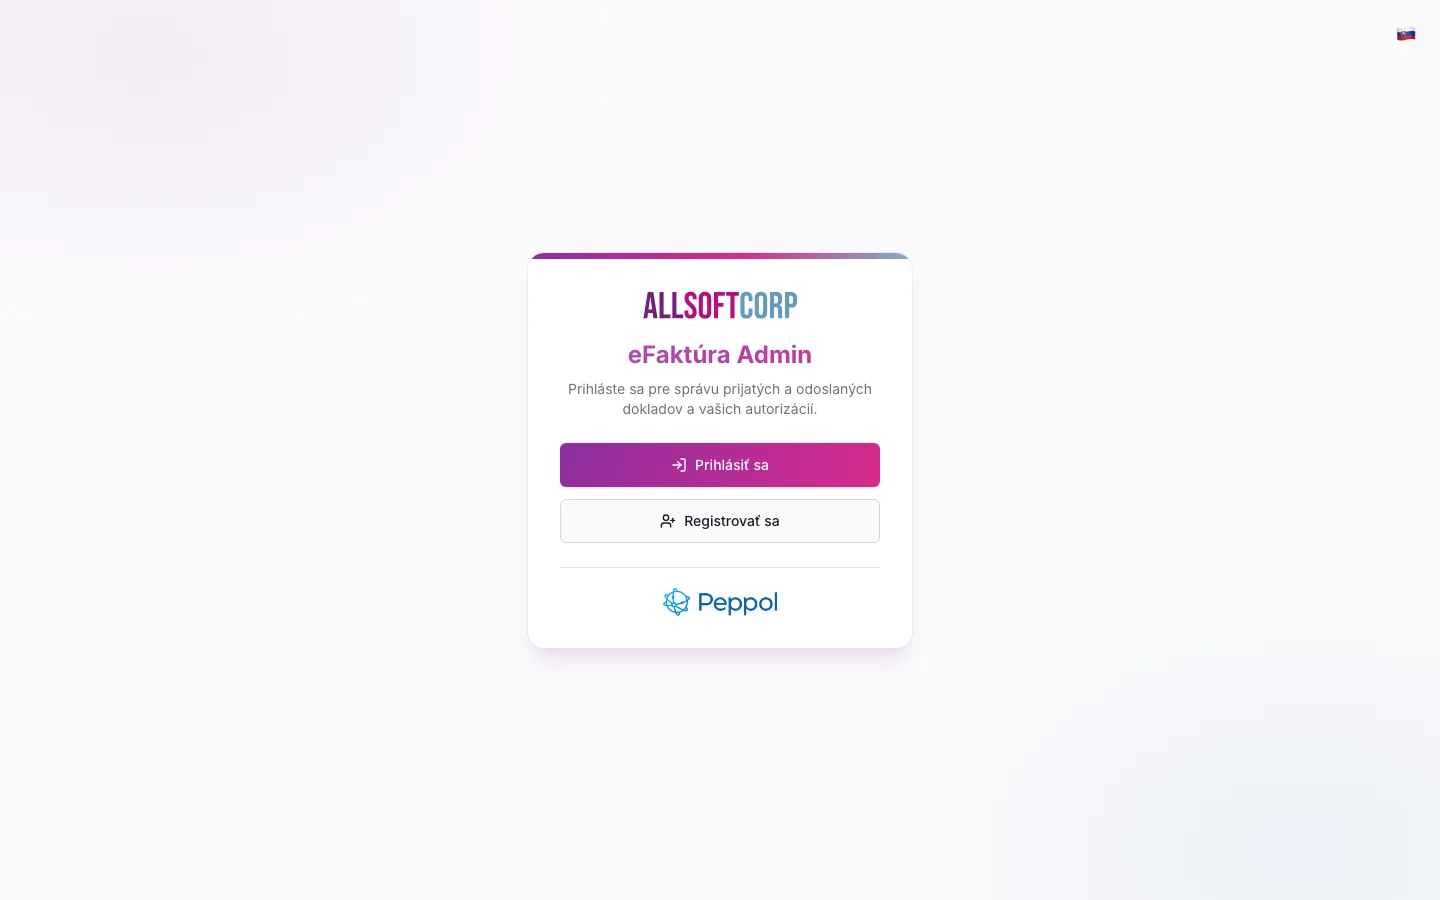 ALLSOFTCORP
eFaktúra Admin
Prihláste sa pre správu prijatých a odoslaných
dokladov a vašich autorizácií.
Prihlásiť sa
Registrovať sa
Peppol